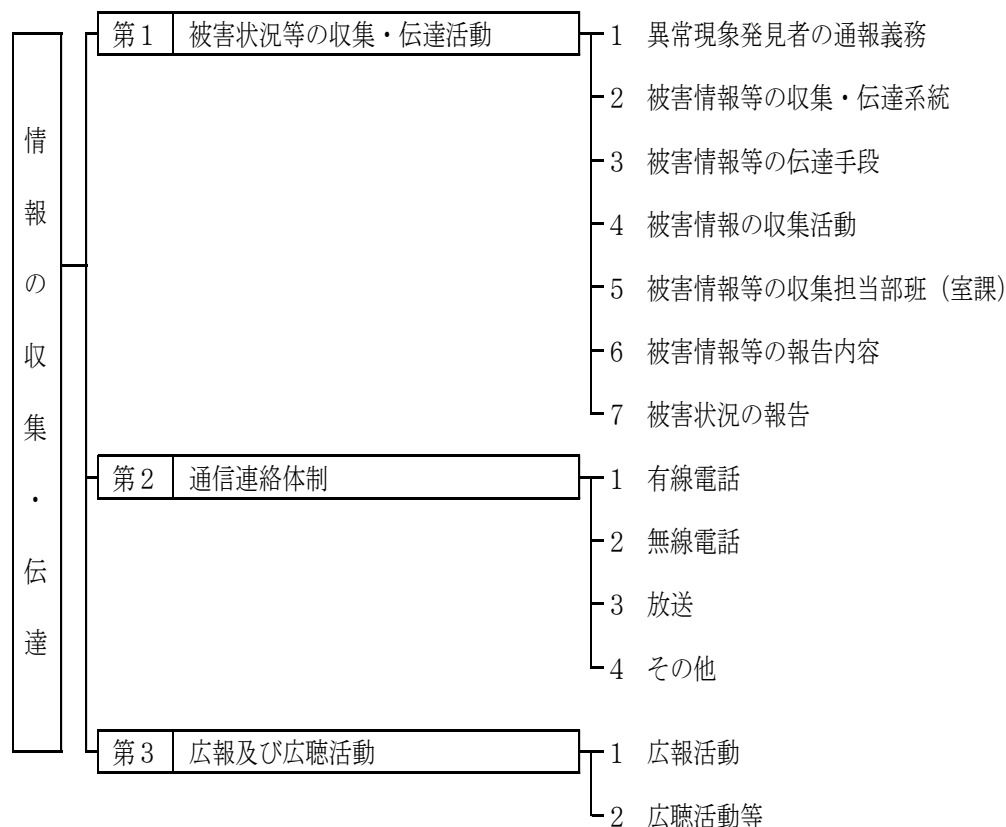 情報の収集・伝達
第1 被害状況等の収集・伝達活動
1 異常現象発見者の通報義務
2 被害情報等の収集・伝達系統
3 被害情報等の伝達手段
4 被害情報の収集活動
5 被害情報等の収集担当部班（室課）
6 被害情報等の報告内容
7 被害状況の報告
第2 通信連絡体制
1 有線電話
2 無線電話
3 放送
4 その他
第3 広報及び広聴活動
1 広報活動
2 広聴活動等